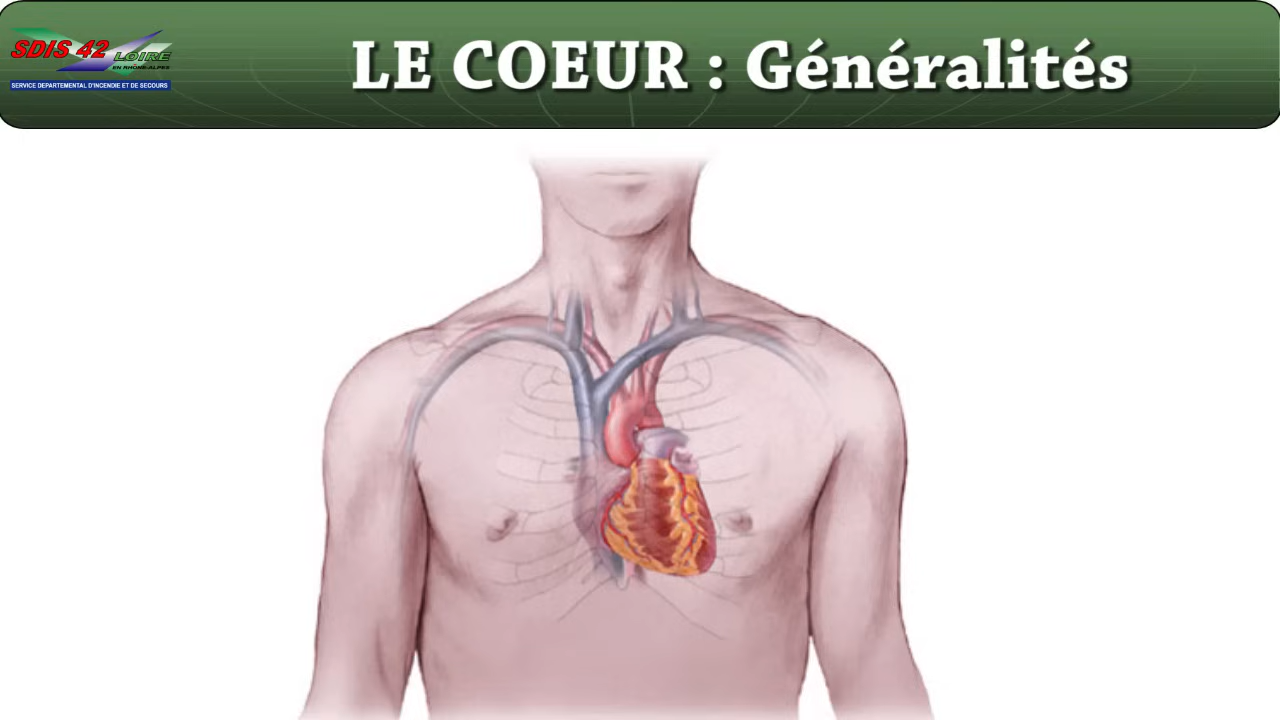 SDIS 42
LOIRE
EN RHÔNE-ALPES
SERVICE DEPARTEMENTAL D'INCENDIE ET DE SECOURS
LE COEUR : Généralités